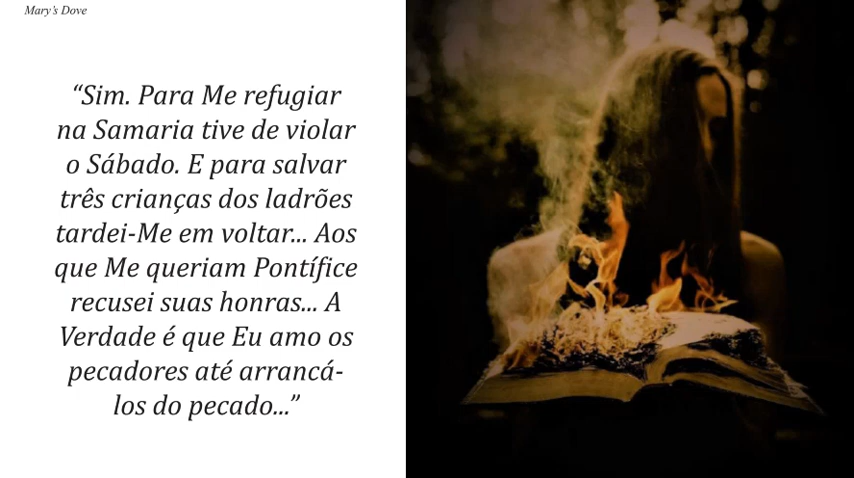 Mary's Dove
“Sim. Para Me refugiar
na Samaria tive de violar
o Sábado. E para salvar
três crianças dos ladrões
tardei-Me em voltar... Aos
que Me queriam Pontífice
recusei suas honras... A
Verdade é que Eu amo os
pecadores até arrancá-
los do pecado...”